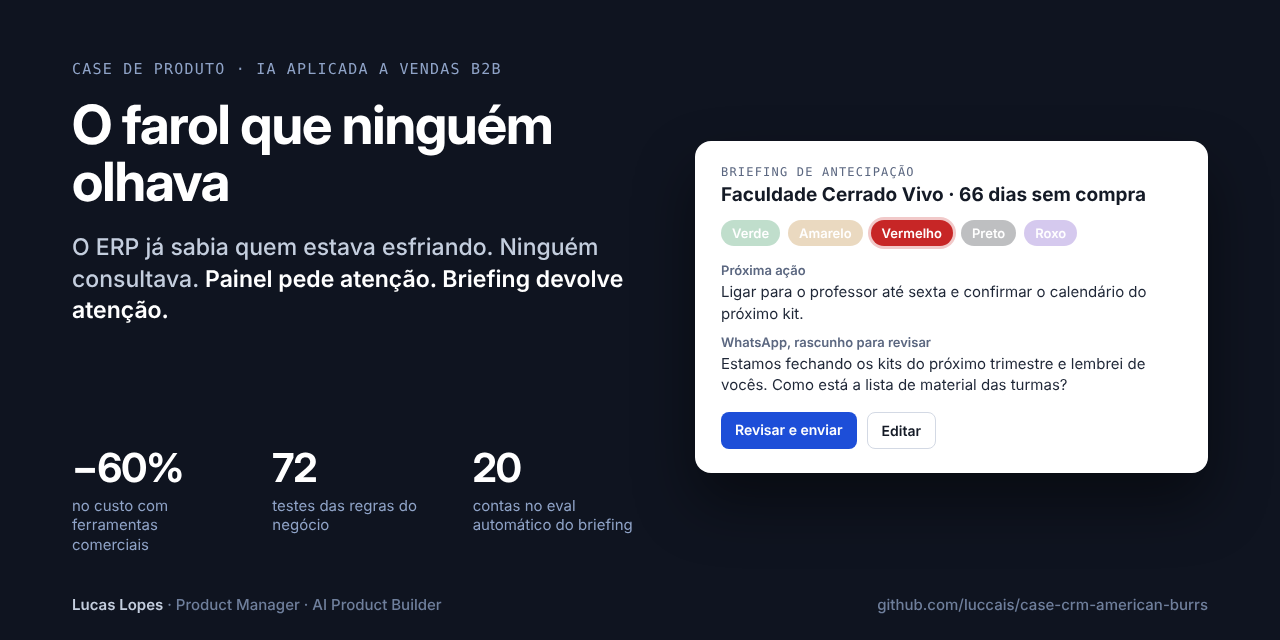 CASE DE PRODUTO · IA APLICADA A VENDAS B2B
O farol que ninguém
olhava
O ERP já sabia quem estava esfriando. Ninguém
consultava. Painel pede atenção. Briefing devolve
atenção.
−60%
no custo com
ferramentas
comerciais
72
testes das regras do
negócio
20
contas no eval
automático do briefing
BRIEFING DE ANTECIPAÇÃO
Faculdade Cerrado Vivo · 66 dias sem compra
Verde Amarelo Vermelho Preto Roxo
Próxima ação
Ligar para o professor até sexta e confirmar o calendário do
próximo kit.
WhatsApp, rascunho para revisar
Estamos fechando os kits do próximo trimestre e lembrei de
vocês. Como está a lista de material das turmas?
Revisar e enviar Editar
Lucas Lopes · Product Manager · AI Product Builder
github.com/luccais/case-crm-american-burrs